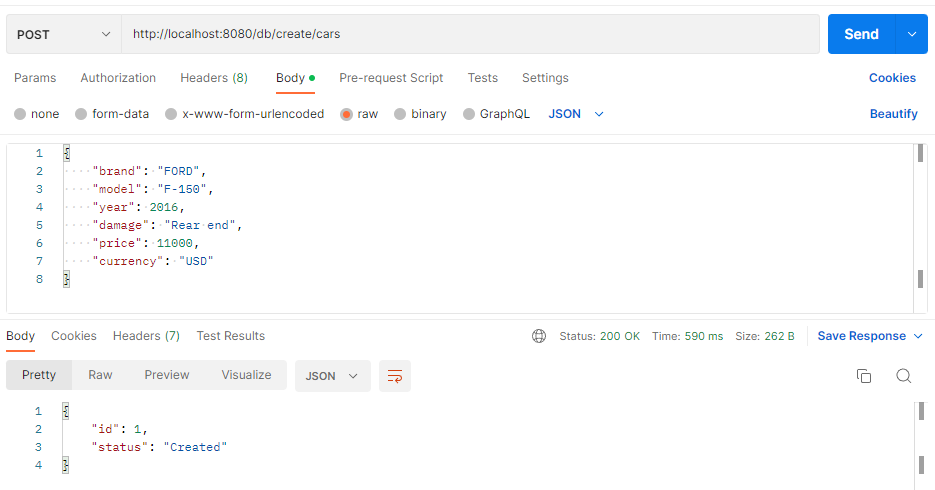 POST http://localhost:8080/db/create/cars Send
Params Authorization Headers (8) Body Pre-request Script Tests Settings Cookies
none form-data x-www-form-urlencoded raw binary GraphQL JSON Beautify
1 {
2 "brand": "FORD",
3 "model": "F-150",
4 "year": 2016,
5 "damage": "Rear end",
6 "price": 11000,
7 "currency": "USD"
8 }
Body Cookies Headers (7) Test Results Status: 200 OK Time: 590 ms Size: 262 B Save Response
Pretty Raw Preview Visualize JSON
1 {
2 "id": 1,
3 "status": "Created"
4 }